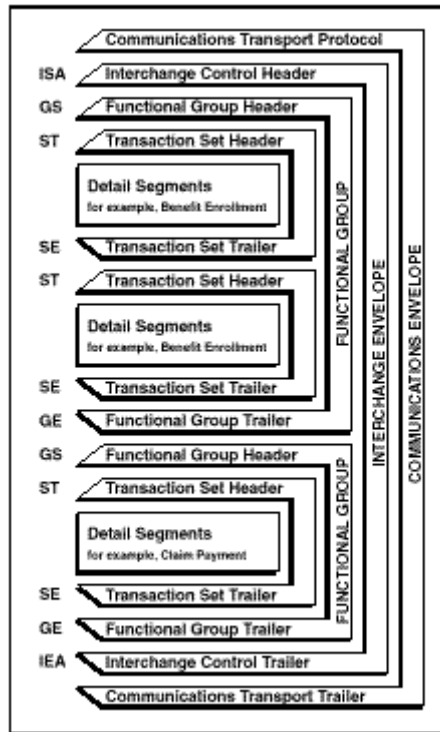 Communications Transport Protocol
ISA Interchange Control Header
GS Functional Group Header
ST Transaction Set Header
Detail Segments
for example, Benefit Enrollment
SE Transaction Set Trailer
ST Transaction Set Header
Detail Segments
for example, Benefit Enrollment
SE Transaction Set Trailer
GE Functional Group Trailer
FUNCTIONAL GROUP
GS Functional Group Header
ST Transaction Set Header
Detail Segments
for example, Claim Payment
SE Transaction Set Trailer
GE Functional Group Trailer
FUNCTIONAL GROUP
IEA Interchange Control Trailer
INTERCHANGE ENVELOPE
Communications Transport Trailer
COMMUNICATIONS ENVELOPE